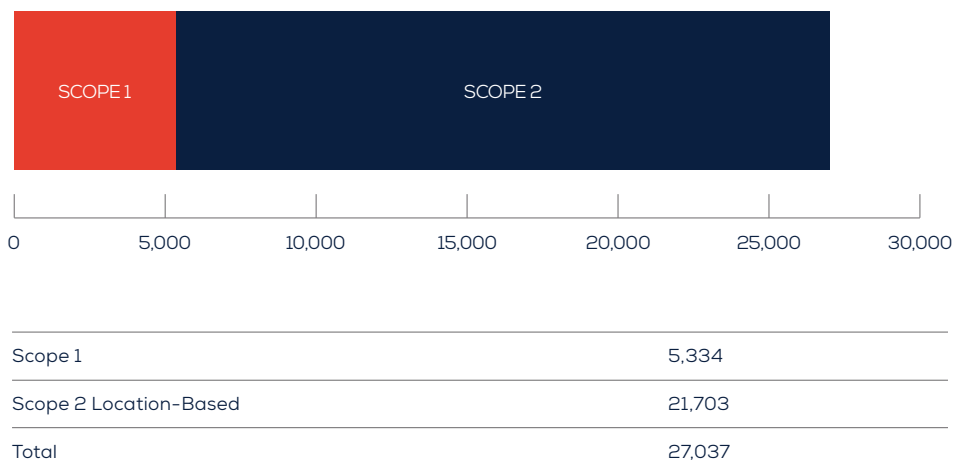 SCOPE 1 SCOPE 2
0 5,000 10,000 15,000 20,000 25,000 30,000
Scope 1 5,334
Scope 2 Location-Based 21,703
Total 27,037